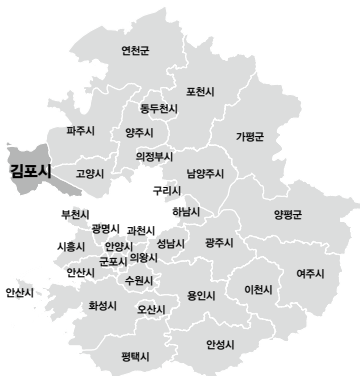 연천군
포천시
동두천시
파주시
양주시
가평군
의정부시
김포시
고양시
남양주시
구리시
부천시
하남시
양평군
광명시
과천시
시흥시
안양시
성남시
광주시
군포시
의왕시
안산시
수원시
여주시
안산시
용인시
이천시
화성시
오산시
안성시
평택시